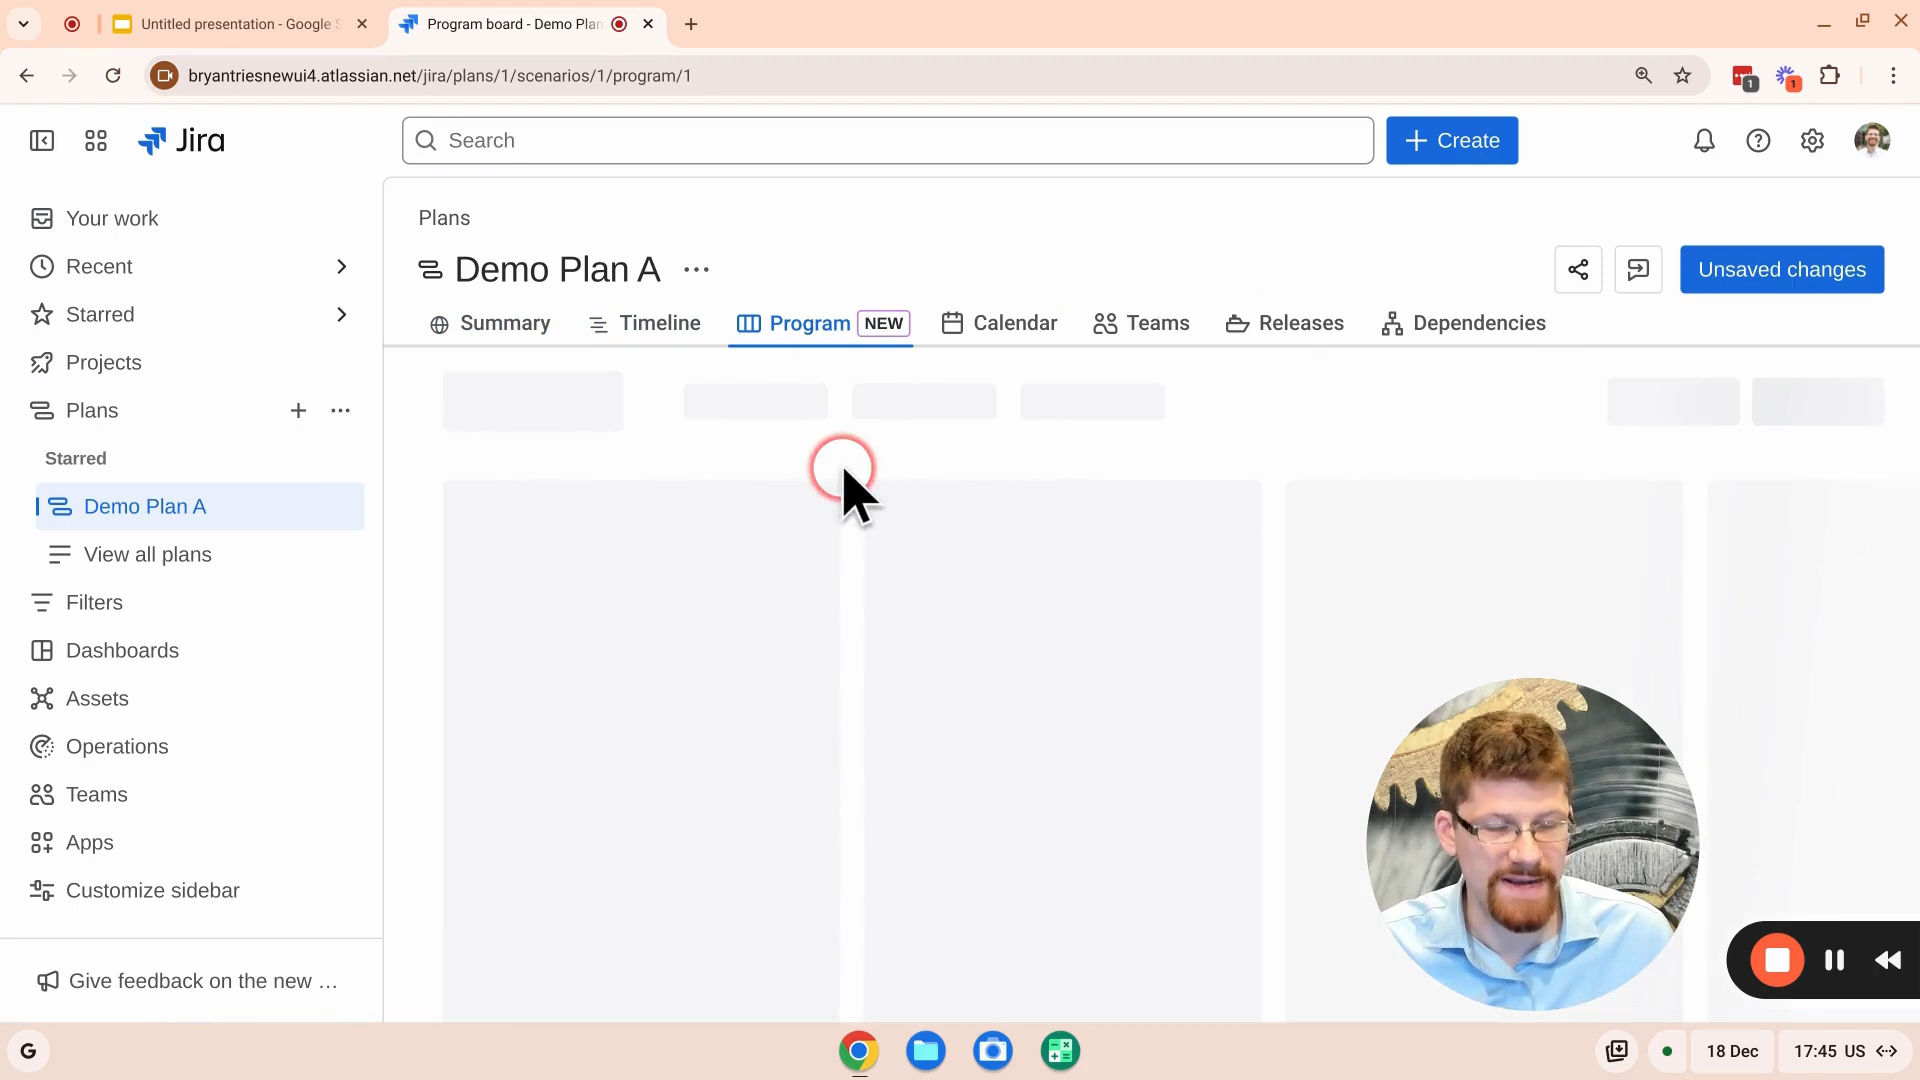 Untitled presentation - Google S
Program board - Demo Plan
bryantriesnewui4.atlassian.net/jira/plans/1/scenarios/1/program/1
1
1
Jira
Search
Create
Your work
Recent
Starred
Projects
Plans
Starred
Demo Plan A
View all plans
Filters
Dashboards
Assets
Operations
Teams
Apps
Customize sidebar
Give feedback on the new …
Plans
Demo Plan A
Unsaved changes
Summary
Timeline
Program NEW
Calendar
Teams
Releases
Dependencies
G
18 Dec
17:45 US